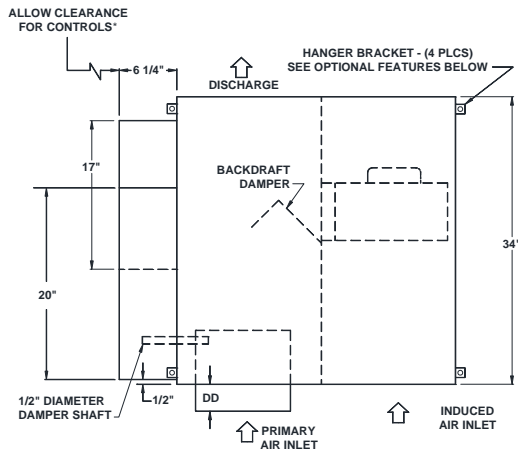 ALLOW CLEARANCE
FOR CONTROLS*
6 1/4"
DISCHARGE
HANGER BRACKET - (4 PLCS)
SEE OPTIONAL FEATURES BELOW
17"
BACKDRAFT
DAMPER
34"
20"
1/2" DIAMETER
DAMPER SHAFT
1/2"
DD
PRIMARY
AIR INLET
INDUCED
AIR INLET